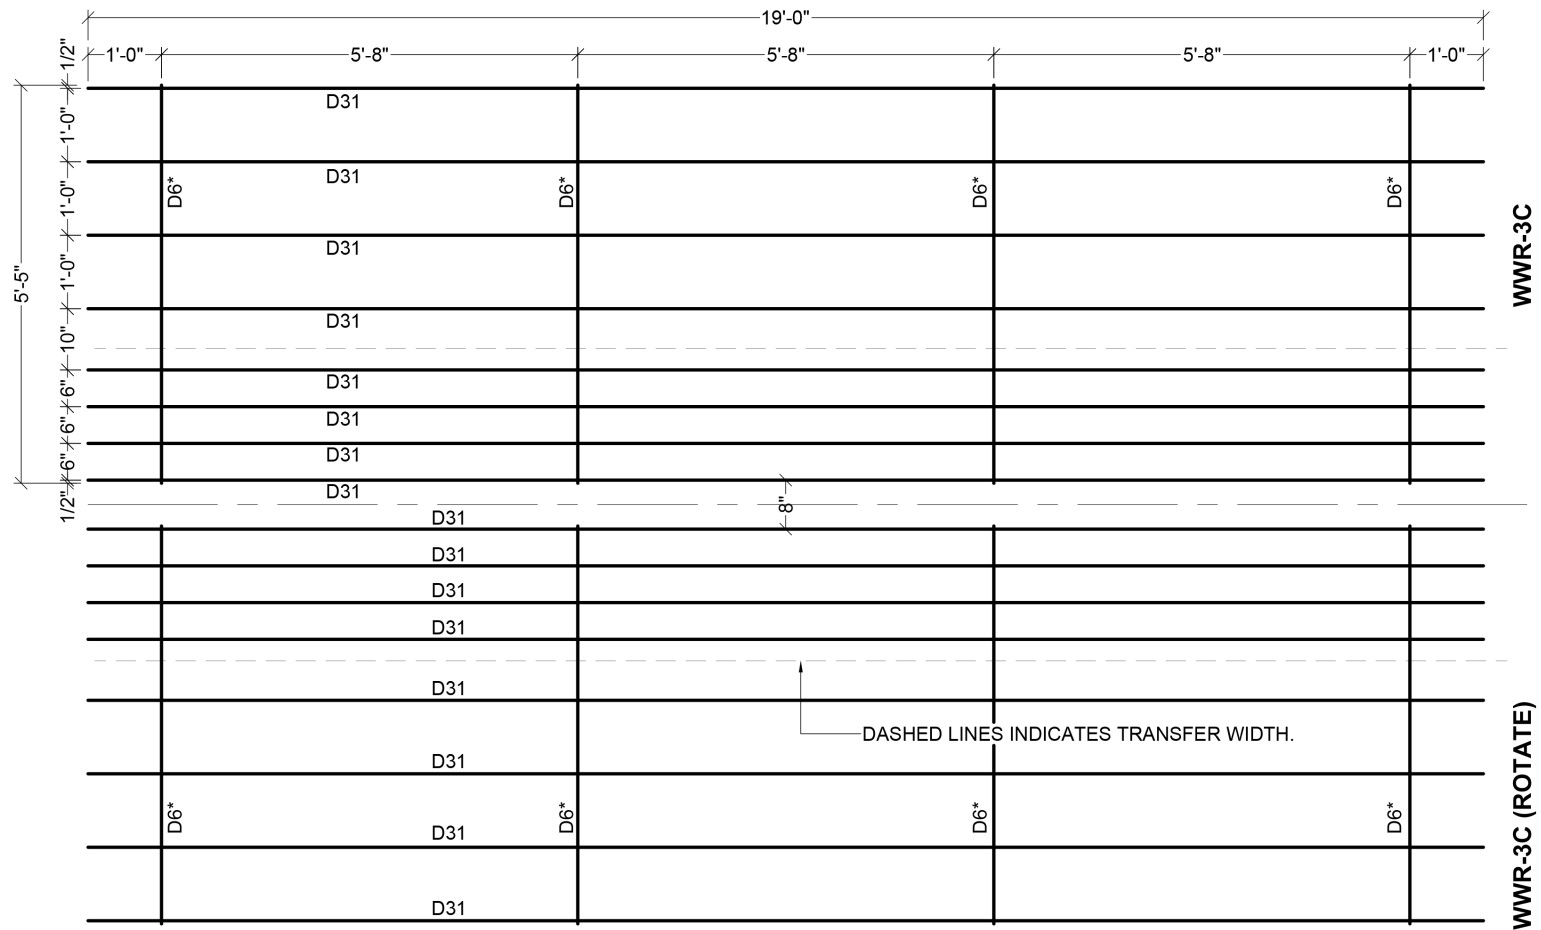 19'-0"
1'-0"
5'-8"
5'-8"
5'-8"
1'-0"
1/2"
D31
1'-0"
D31
D6*
D6*
D6*
D6*
1'-0"
WWR-3C
D31
1'-0"
5'-5"
D31
10"
D31
6"
D31
6"
D31
6"
D31
1/2"
8"
D31
D31
D31
D31
D31
DASHED LINES INDICATES TRANSFER WIDTH.
D31
D6*
D6*
D6*
D6*
WWR-3C (ROTATE)
D31
D31